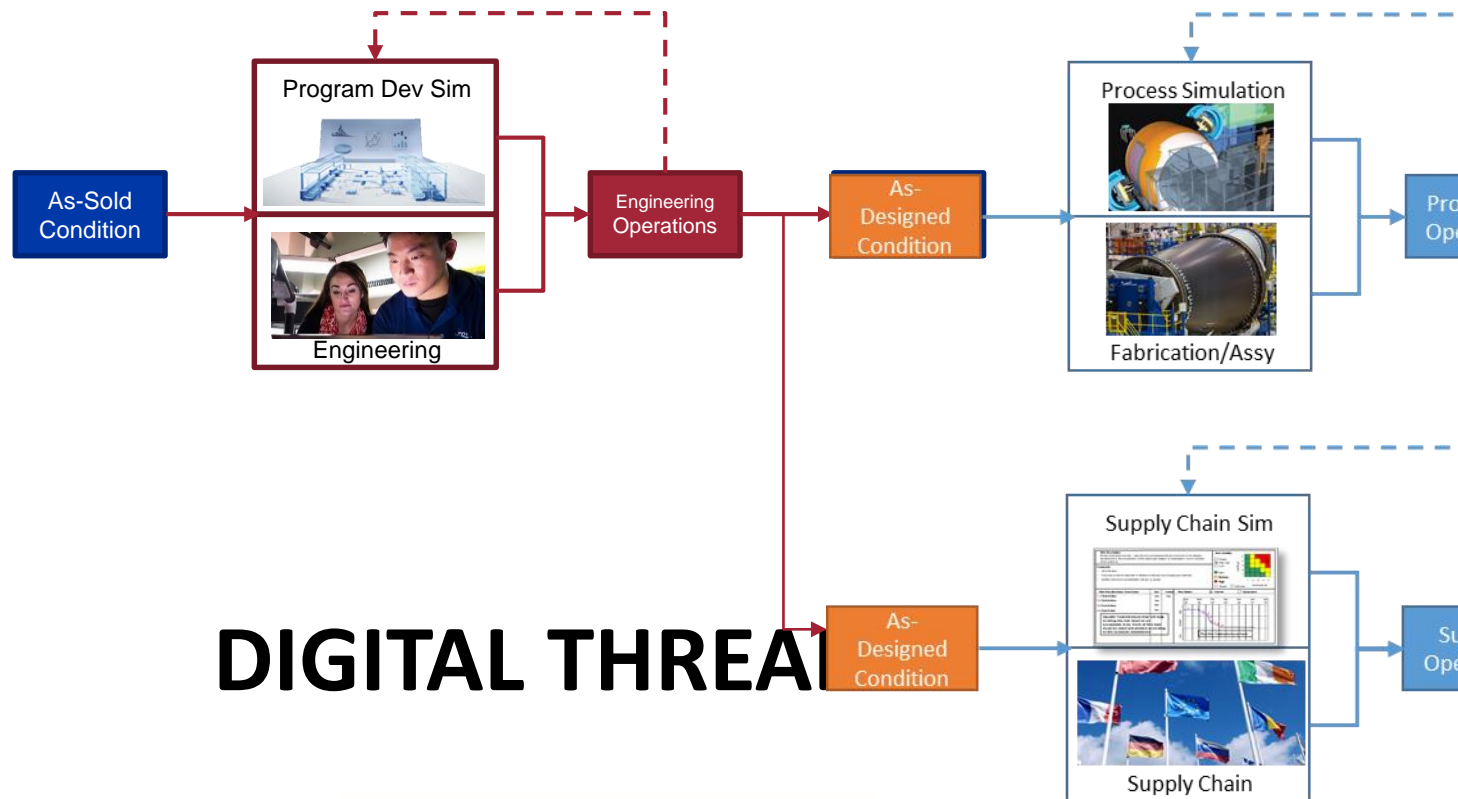 Program Dev Sim
Process Simulation
As-Sold
Condition
Engineering
Operations
As-
Designed
Condition
Pro
Ope
Engineering
Fabrication/Assy
Supply Chain Sim
DIGITAL THREA
As-
Designed
Condition
Su
Ope
Supply Chain